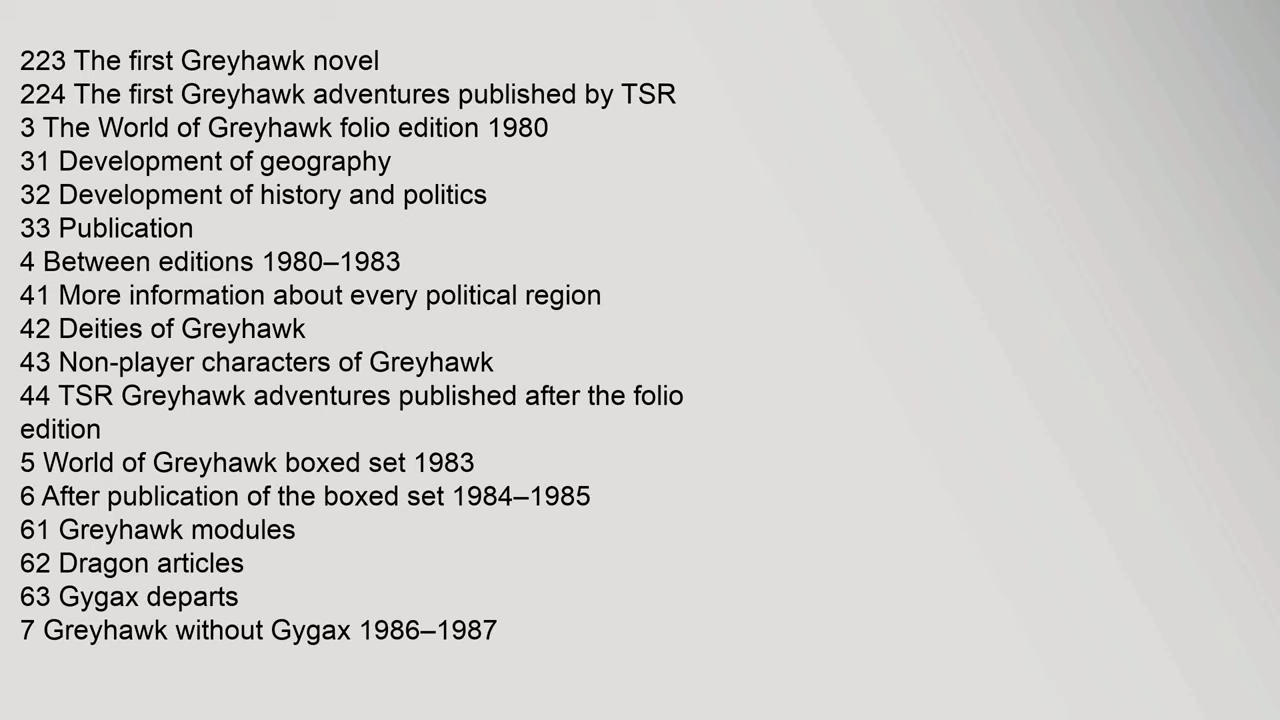 223 The first Greyhawk novel
224 The first Greyhawk adventures published by TSR
3 The World of Greyhawk folio edition 1980
31 Development of geography
32 Development of history and politics
33 Publication
4 Between editions 1980–1983
41 More information about every political region
42 Deities of Greyhawk
43 Non-player characters of Greyhawk
44 TSR Greyhawk adventures published after the folio
edition
5 World of Greyhawk boxed set 1983
6 After publication of the boxed set 1984–1985
61 Greyhawk modules
62 Dragon articles
63 Gygax departs
7 Greyhawk without Gygax 1986–1987